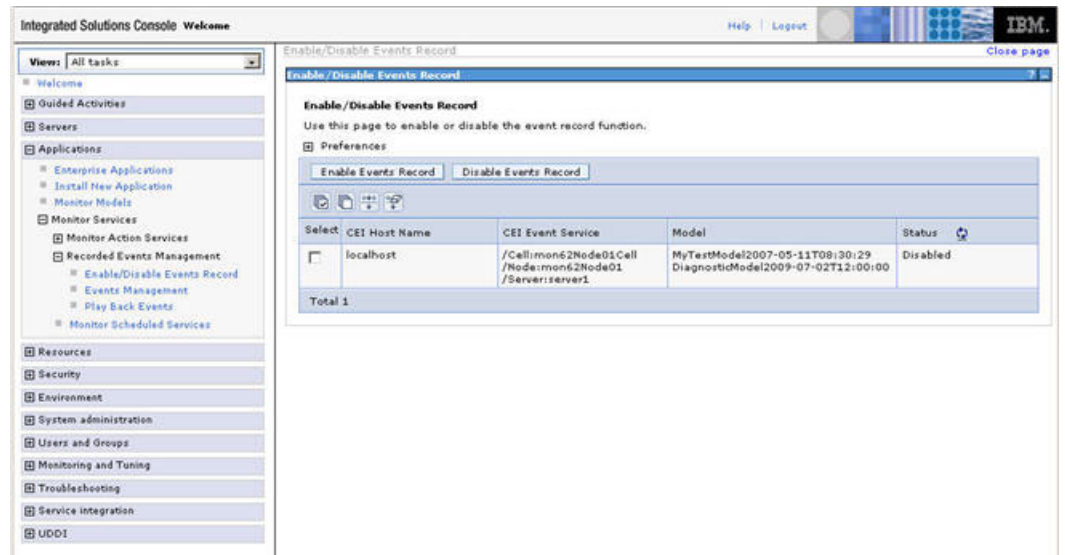 Integrated Solutions Console Welcome
Help | Logout
IBM.
View: All tasks
Welcome
Guided Activities
Servers
Applications
Enterprise Applications
Install New Application
Monitor Models
Monitor Services
Monitor Action Services
Recorded Events Management
Enable/Disable Events Record
Events Management
Play Back Events
Monitor Scheduled Services
Resources
Security
Environment
System administration
Users and Groups
Monitoring and Tuning
Troubleshooting
Service integration
UDDI
Enable/Disable Events Record
Close page
Enable/Disable Events Record
? -
Enable/Disable Events Record
Use this page to enable or disable the event record function.
Preferences
Enable Events Record Disable Events Record
Select CEI Host Name CEI Event Service Model Status
localhost /Cell:mon62Node01Cell MyTestModel2007-05-11T08:30:29 Disabled
/Node:mon62Node01 DiagnosticModel2009-07-02T12:00:00
/Server:server1
Total 1